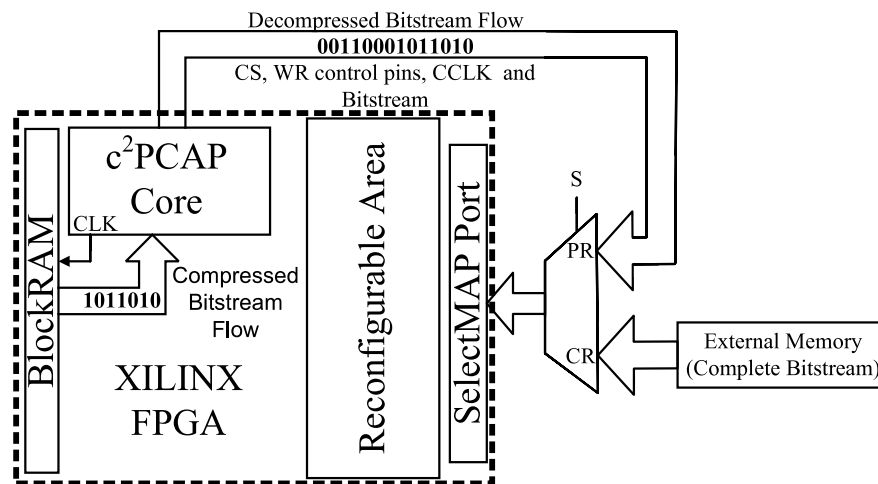 Decompressed Bitstream Flow
00110001011010
CS, WR control pins, CCLK and
Bitstream
c²PCAP
Core
CLK
BlockRAM
1011010
Compressed
Bitstream
Flow
XILINX
FPGA
Reconfigurable Area
SelectMAP Port
S
PR
CR
External Memory
(Complete Bitstream)